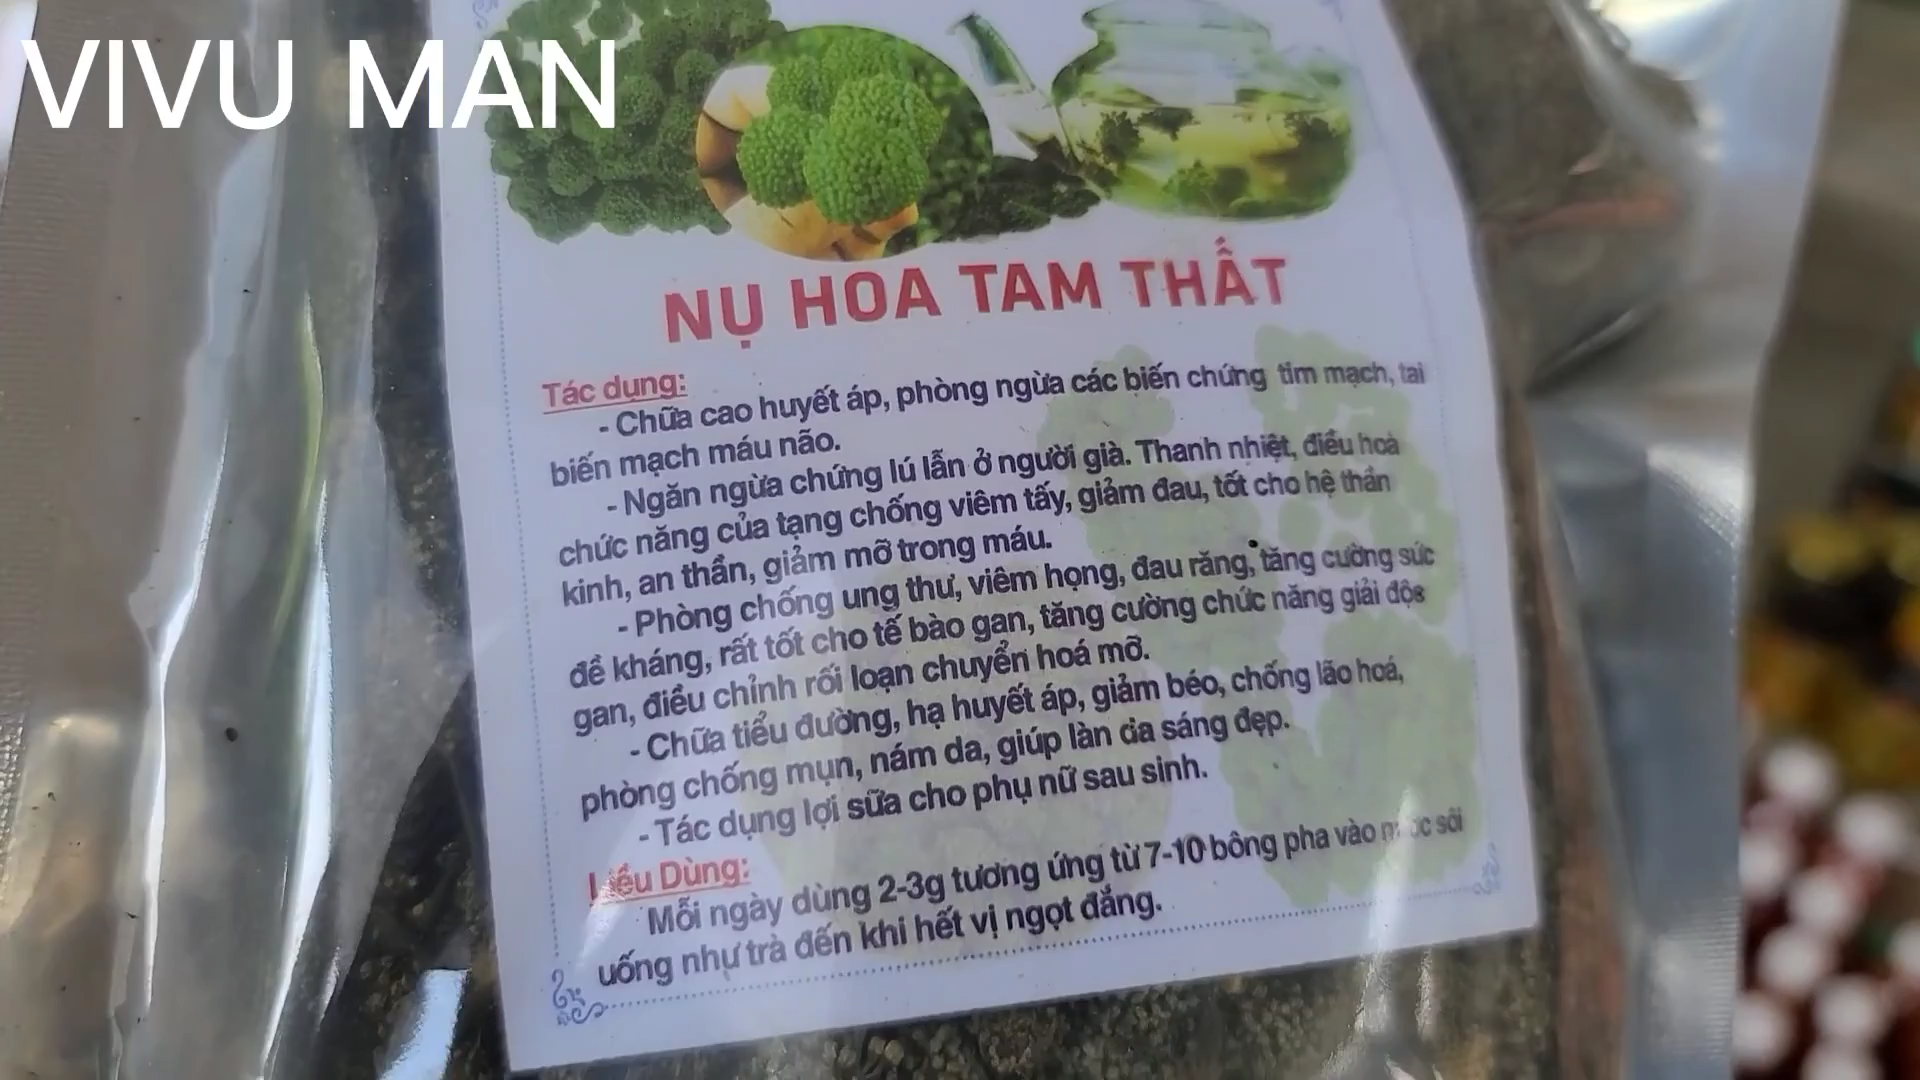 VIVU MAN
NỤ HOA TAM THẤT
Tác dụng:
- Chữa cao huyết áp, phòng ngừa các biến chứng tim mạch, tai
biến mạch máu não.
- Ngăn ngừa chứng lú lẫn ở người già. Thanh nhiệt, điều hoà
chức năng của tạng chống viêm tấy, giảm đau, tốt cho hệ thần
kinh, an thần, giảm mỡ trong máu.
- Phòng chống ung thư, viêm họng, đau răng, tăng cường sức
đề kháng, rất tốt cho tế bào gan, tăng cường chức năng giải độc
gan, điều chỉnh rối loạn chuyển hoá mỡ.
- Chữa tiểu đường, hạ huyết áp, giảm béo, chống lão hoá,
phòng chống mụn, nám da, giúp làn da sáng đẹp.
- Tác dụng lợi sữa cho phụ nữ sau sinh.
Liều Dùng:
Mỗi ngày dùng 2-3g tương ứng từ 7-10 bông pha vào nước sôi
uống như trà đến khi hết vị ngọt đắng.